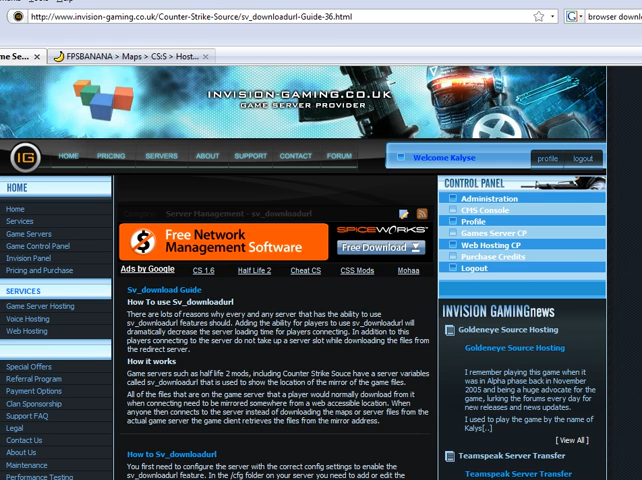 http://www.invision-gaming.co.uk/Counter-Strike-Source/sv_downloadurl-Guide-36.html
browser downl
me Se...
FPSBANANA > Maps > CS:S > Host...
INVISION-GAMING.CO.UK
GAME SERVER PROVIDER
IG
HOME
PRICING
SERVERS
ABOUT
SUPPORT
CONTACT
FORUM
Welcome Kalyse
profile
logout
HOME
Home
Services
Game Servers
Game Control Panel
Invision Panel
Pricing and Purchase
SERVICES
Game Server Hosting
Voice Hosting
Web Hosting
Special Offers
Referral Program
Payment Options
Clan Sponsorship
Support FAQ
Legal
Contact Us
About Us
Maintenance
Performance Testing
Server Management - sv_downloadurl
Free Network
Management Software
SPICEWORKS
Free Download
Ads by Google
CS 1.6
Half Life 2
Cheat CS
CSS Mods
Mohaa
Sv_downloadurl Guide
How To use Sv_downloadurl
There are lots of reasons why every and any server that has the ability to use
sv_downloadurl features should. Adding the ability for players to use sv_downloadurl will
dramatically decrease the server loading time for players connecting. In addition to this
players connecting to the server do not take up a server slot while downloading the files from
the redirect server.
How it works
Game servers such as half life 2 mods, including Counter Strike Souce have a server variables
called sv_downloadurl that is used to show the location of the mirror of the game files.
All of the files that are on the game server that a player would normally download from it
when connecting need to be mirrored somewhere from a web accessible location. When
anyone then connects to the server instead of downloading the maps or server files from the
actual game server the game client retrieves the files from the mirror address.
How to Sv_downloadurl
You first need to configure the server with the correct config settings to enable the
sv_downloadurl feature. In the /cfg folder on your server you need to add or edit the
CONTROL PANEL
Administration
CMS Console
Profile
Games Server CP
Web Hosting CP
Purchase Credits
Logout
INVISION GAMINGnews
Goldeneye Source Hosting
Goldeneye Source Hosting
I remember playing this game when it
was in Alpha phase back in November
2005 and being a huge advocate for the
game, lurking the forums every day for
new releases and news updates.
I used to play the game by the name of
Kalys[..]
[ View All ]
Teamspeak Server Transfer
Teamspeak Server Transfer